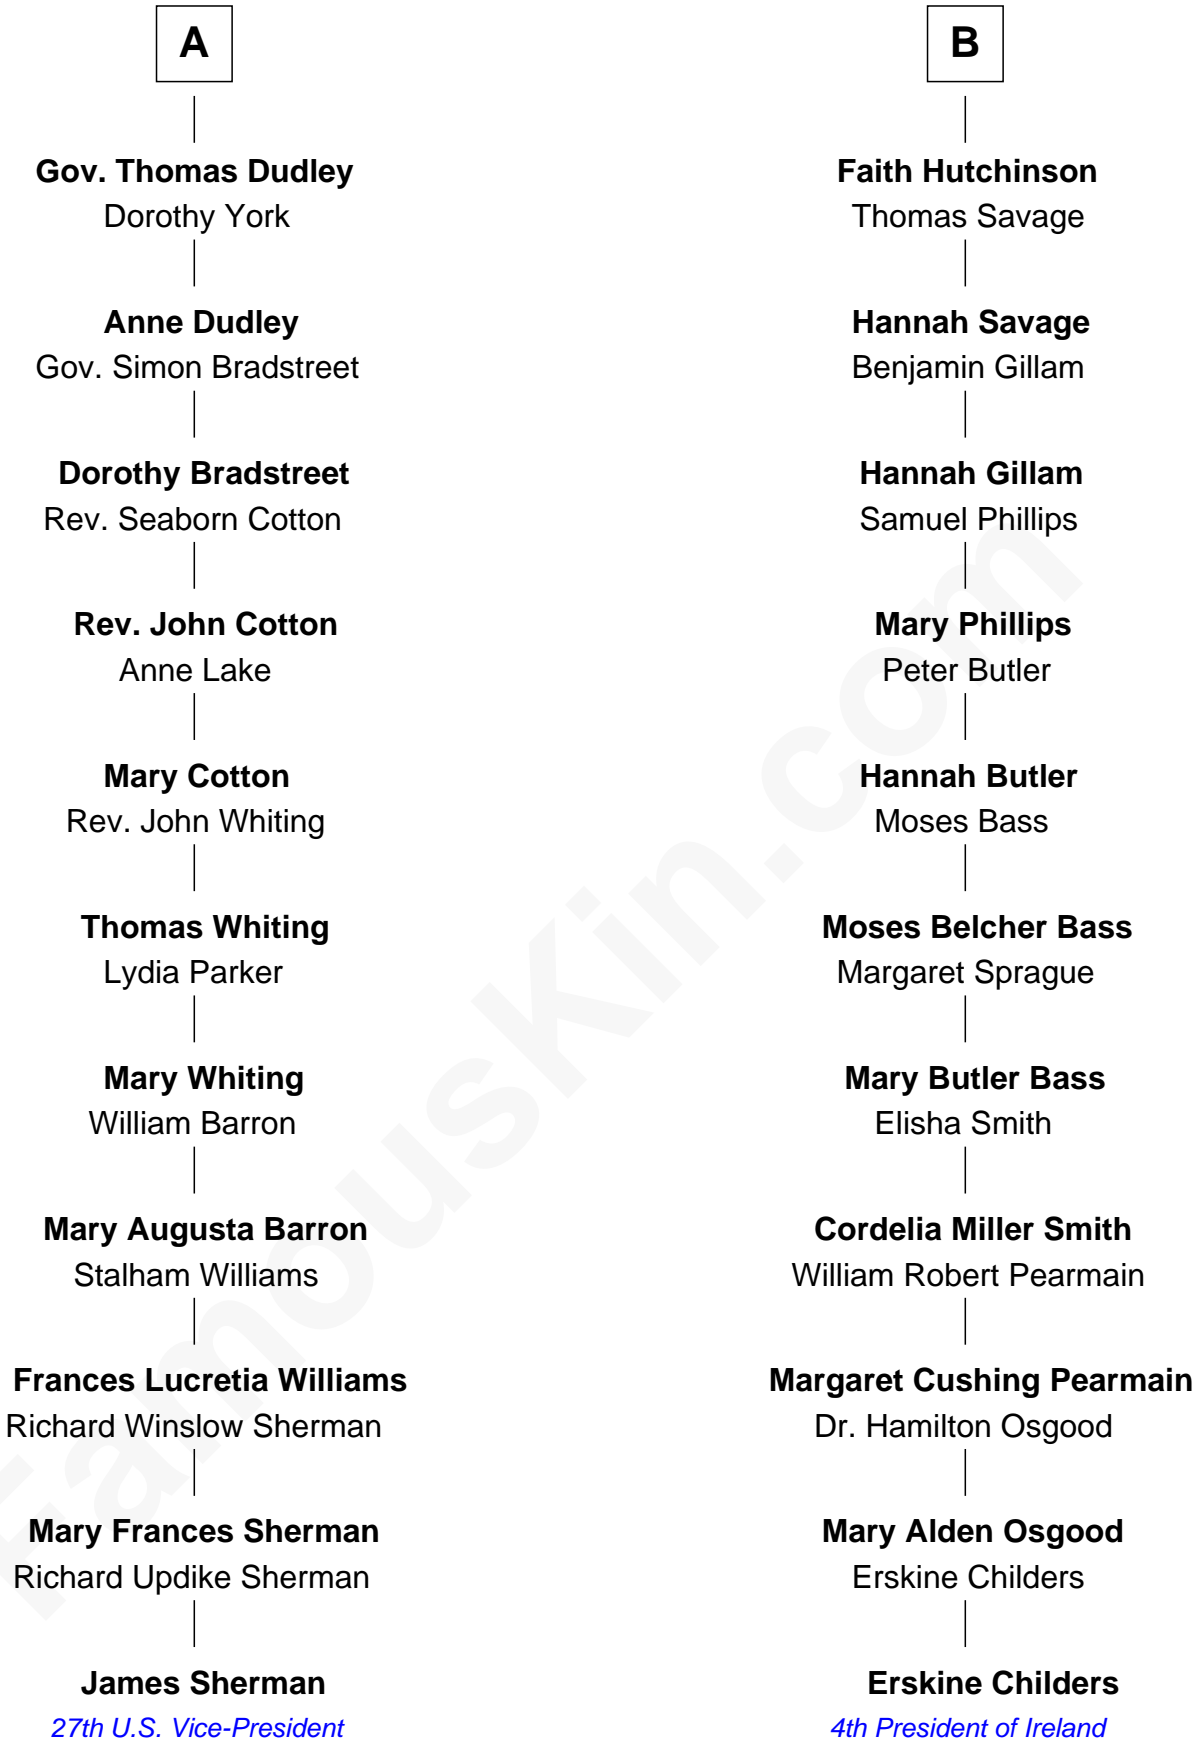 A
Gov. Thomas Dudley
Dorothy York
Anne Dudley
Gov. Simon Bradstreet
Dorothy Bradstreet
Rev. Seaborn Cotton
Rev. John Cotton
Anne Lake
Mary Cotton
Rev. John Whiting
Thomas Whiting
Lydia Parker
Mary Whiting
William Barron
Mary Augusta Barron
Stalham Williams
Frances Lucretia Williams
Richard Winslow Sherman
Mary Frances Sherman
Richard Updike Sherman
James Sherman
27th U.S. Vice-President
B
Faith Hutchinson
Thomas Savage
Hannah Savage
Benjamin Gillam
Hannah Gillam
Samuel Phillips
Mary Phillips
Peter Butler
Hannah Butler
Moses Bass
Moses Belcher Bass
Margaret Sprague
Mary Butler Bass
Elisha Smith
Cordelia Miller Smith
William Robert Pearmain
Margaret Cushing Pearmain
Dr. Hamilton Osgood
Mary Alden Osgood
Erskine Childers
Erskine Childers
4th President of Ireland
FamousKin.com